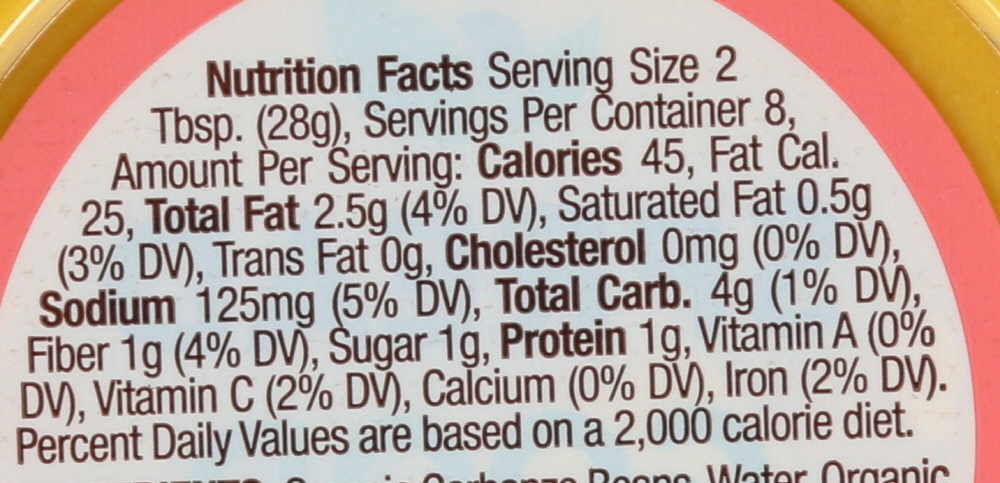 Nutrition Facts Serving Size 2
Tbsp. (28g), Servings Per Container 8,
Amount Per Serving: Calories 45, Fat Cal.
25, Total Fat 2.5g (4% DV), Saturated Fat 0.5g
(3% DV), Trans Fat 0g, Cholesterol 0mg (0% DV),
Sodium 125mg (5% DV), Total Carb. 4g (1% DV),
Fiber 1g (4% DV), Sugar 1g, Protein 1g, Vitamin A (0%
DV), Vitamin C (2% DV), Calcium (0% DV), Iron (2% DV).
Percent Daily Values are based on a 2,000 calorie diet.
Garbanzo Beans, Water, Organic